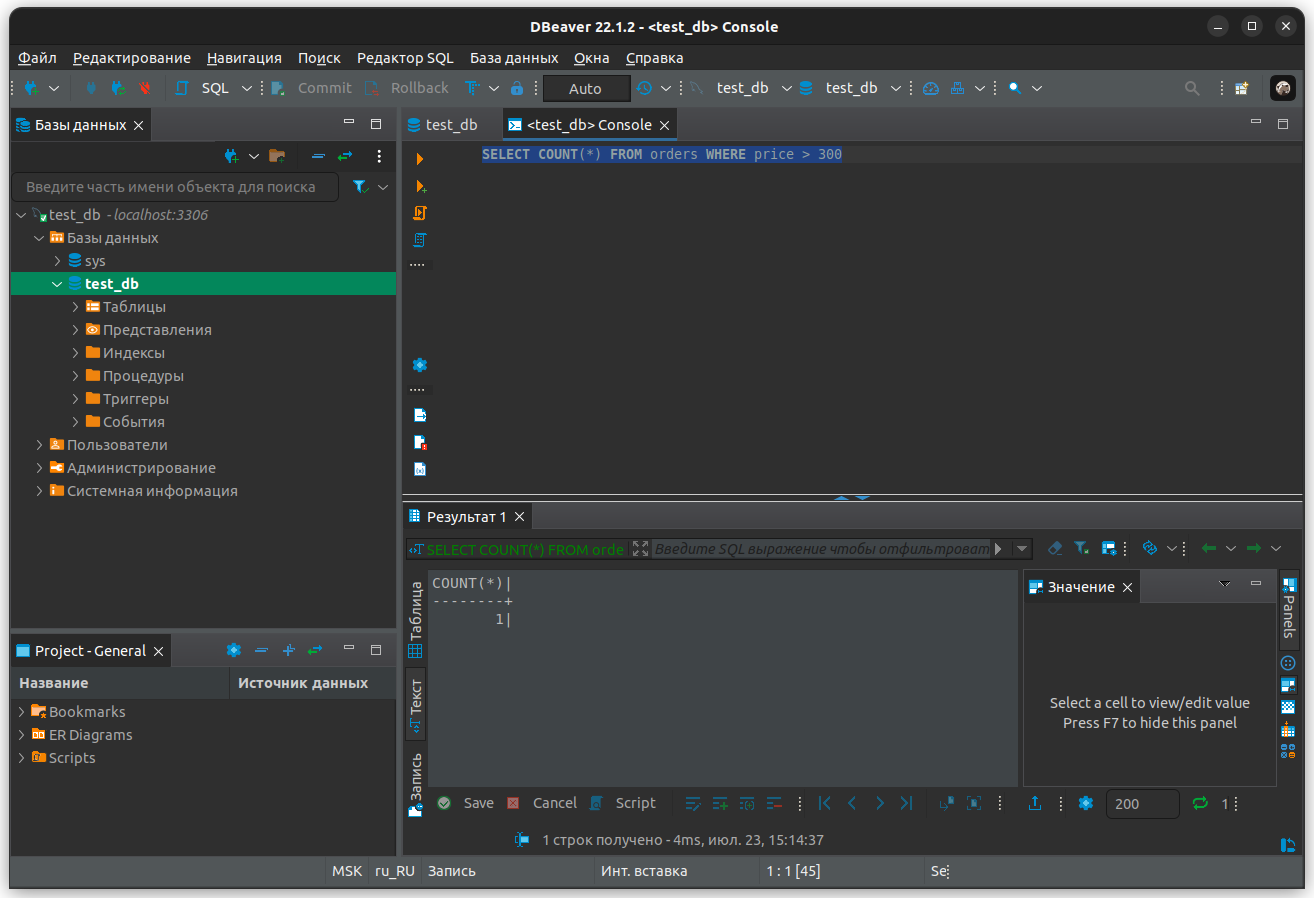 DBeaver 22.1.2 - <test_db> Console
Файл Редактирование Навигация Поиск Редактор SQL База данных Окна Справка
SQL Commit Rollback Auto test_db test_db
Базы данных
Введите часть имени объекта для поиска
test_db - localhost:3306
Базы данных
sys
test_db
Таблицы
Представления
Индексы
Процедуры
Триггеры
События
Пользователи
Администрирование
Системная информация
Project - General
Название Источник данных
Bookmarks
ER Diagrams
Scripts
test_db <test_db> Console
SELECT COUNT(*) FROM orders WHERE price > 300
Результат 1
SELECT COUNT(*) FROM orde Введите SQL выражение чтобы отфильтроват
Таблица
Текст
Запись
COUNT(*)|
--------+
1|
Значение
Select a cell to view/edit value
Press F7 to hide this panel
Panels
Save Cancel Script 200 1
1 строк получено - 4ms, июл. 23, 15:14:37
MSK ru_RU Запись Инт. вставка 1 : 1 [45] Se